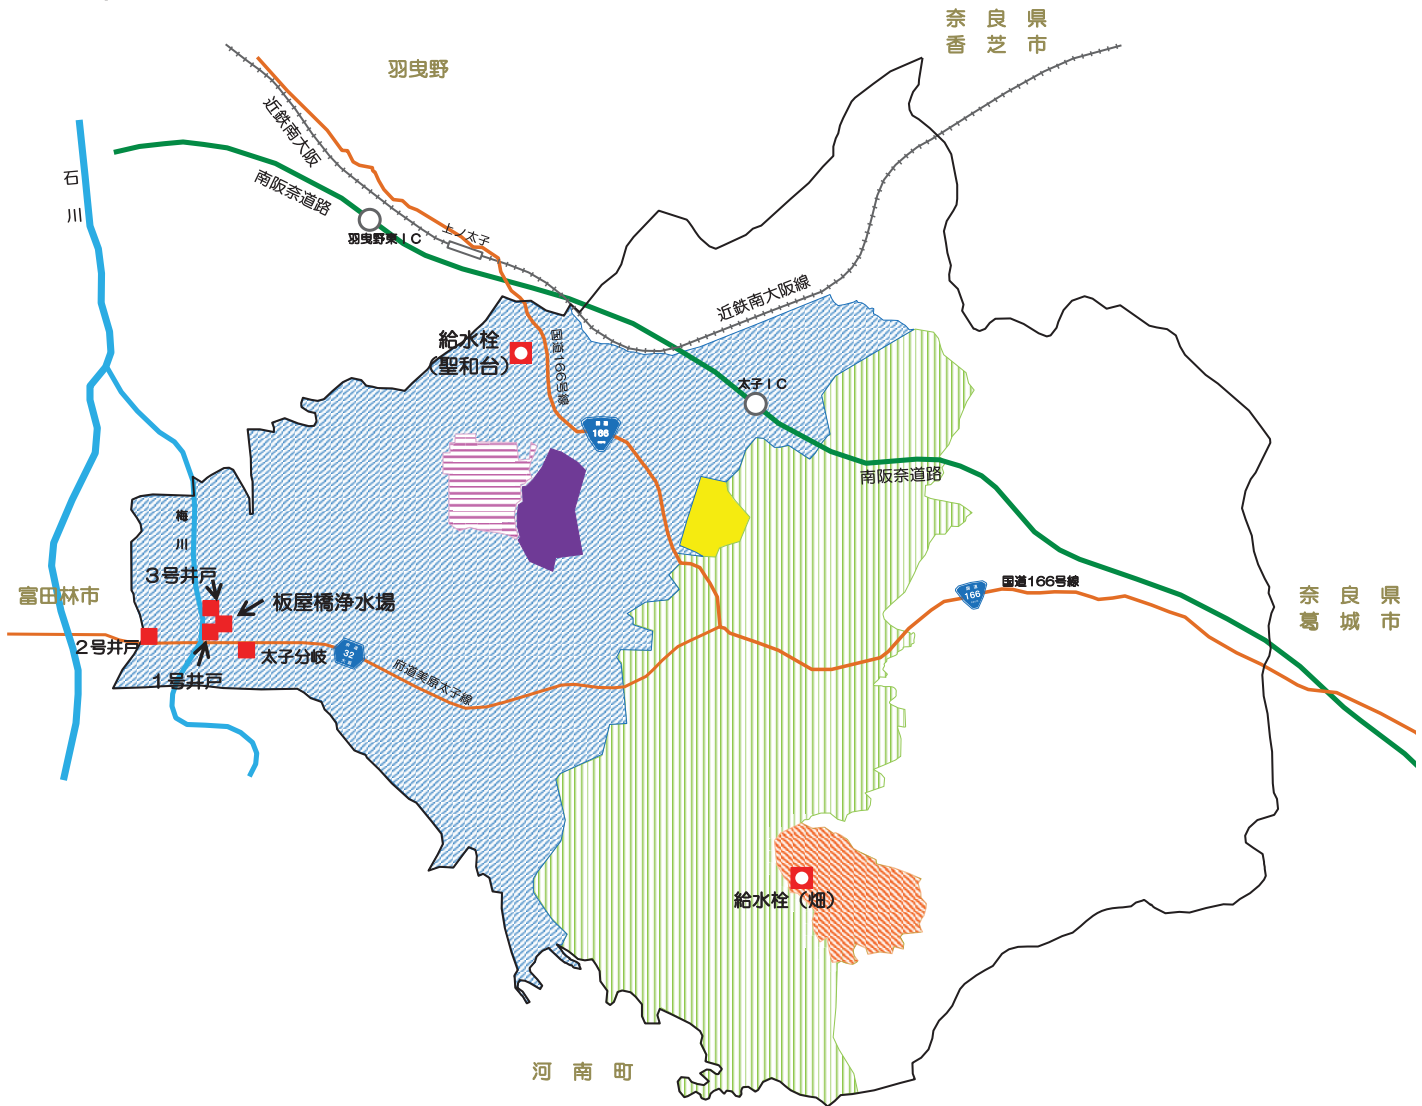 奈良県
香芝市
羽曳野
近鉄南大阪
石川
南阪奈道路
羽曳野東IC
上ノ太子
近鉄南大阪線
給水栓
(聖和台)
国道166号線
太子IC
166
南阪奈道路
梅川
3号井戸
板屋橋浄水場
富田林市
2号井戸
太子分岐
32
1号井戸
府道美原太子線
国道166号線
166
奈良県
葛城市
給水栓(畑)
河南町